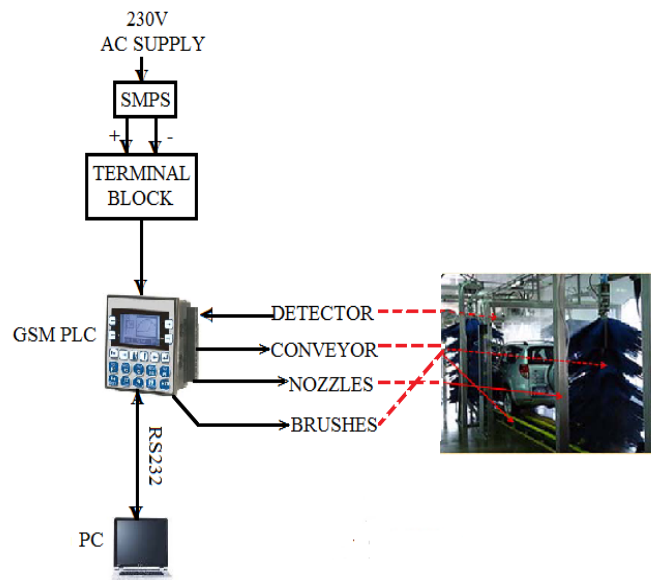 230V
AC SUPPLY
SMPS
+ -
TERMINAL
BLOCK
GSM PLC
DETECTOR
CONVEYOR
NOZZLES
BRUSHES
RS232
PC